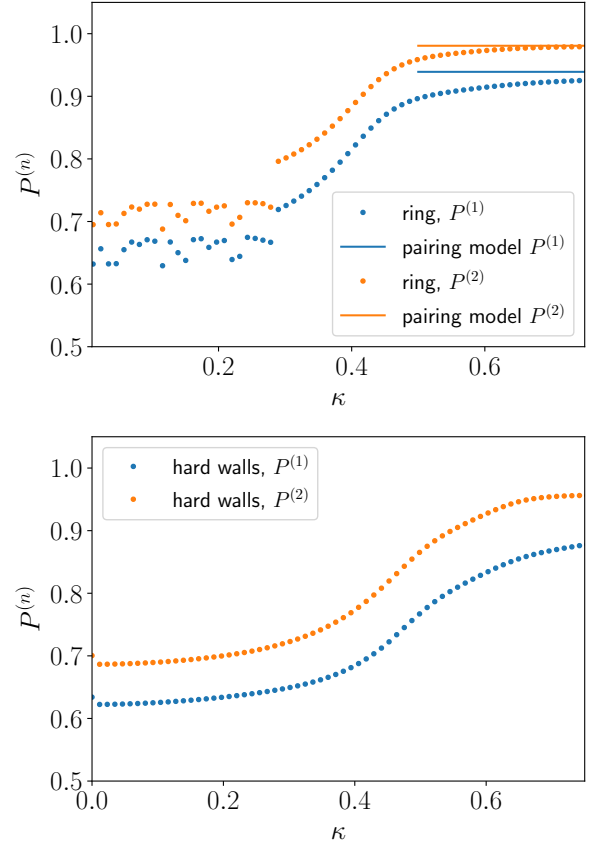 1.0
0.9
0.8
0.7
0.6
0.5
P^{(n)}
ring, P^{(1)}
pairing model P^{(1)}
ring, P^{(2)}
pairing model P^{(2)}
0.2 0.4 0.6
κ
1.0
0.9
0.8
0.7
0.6
0.5
P^{(n)}
hard walls, P^{(1)}
hard walls, P^{(2)}
0.0 0.2 0.4 0.6
κ